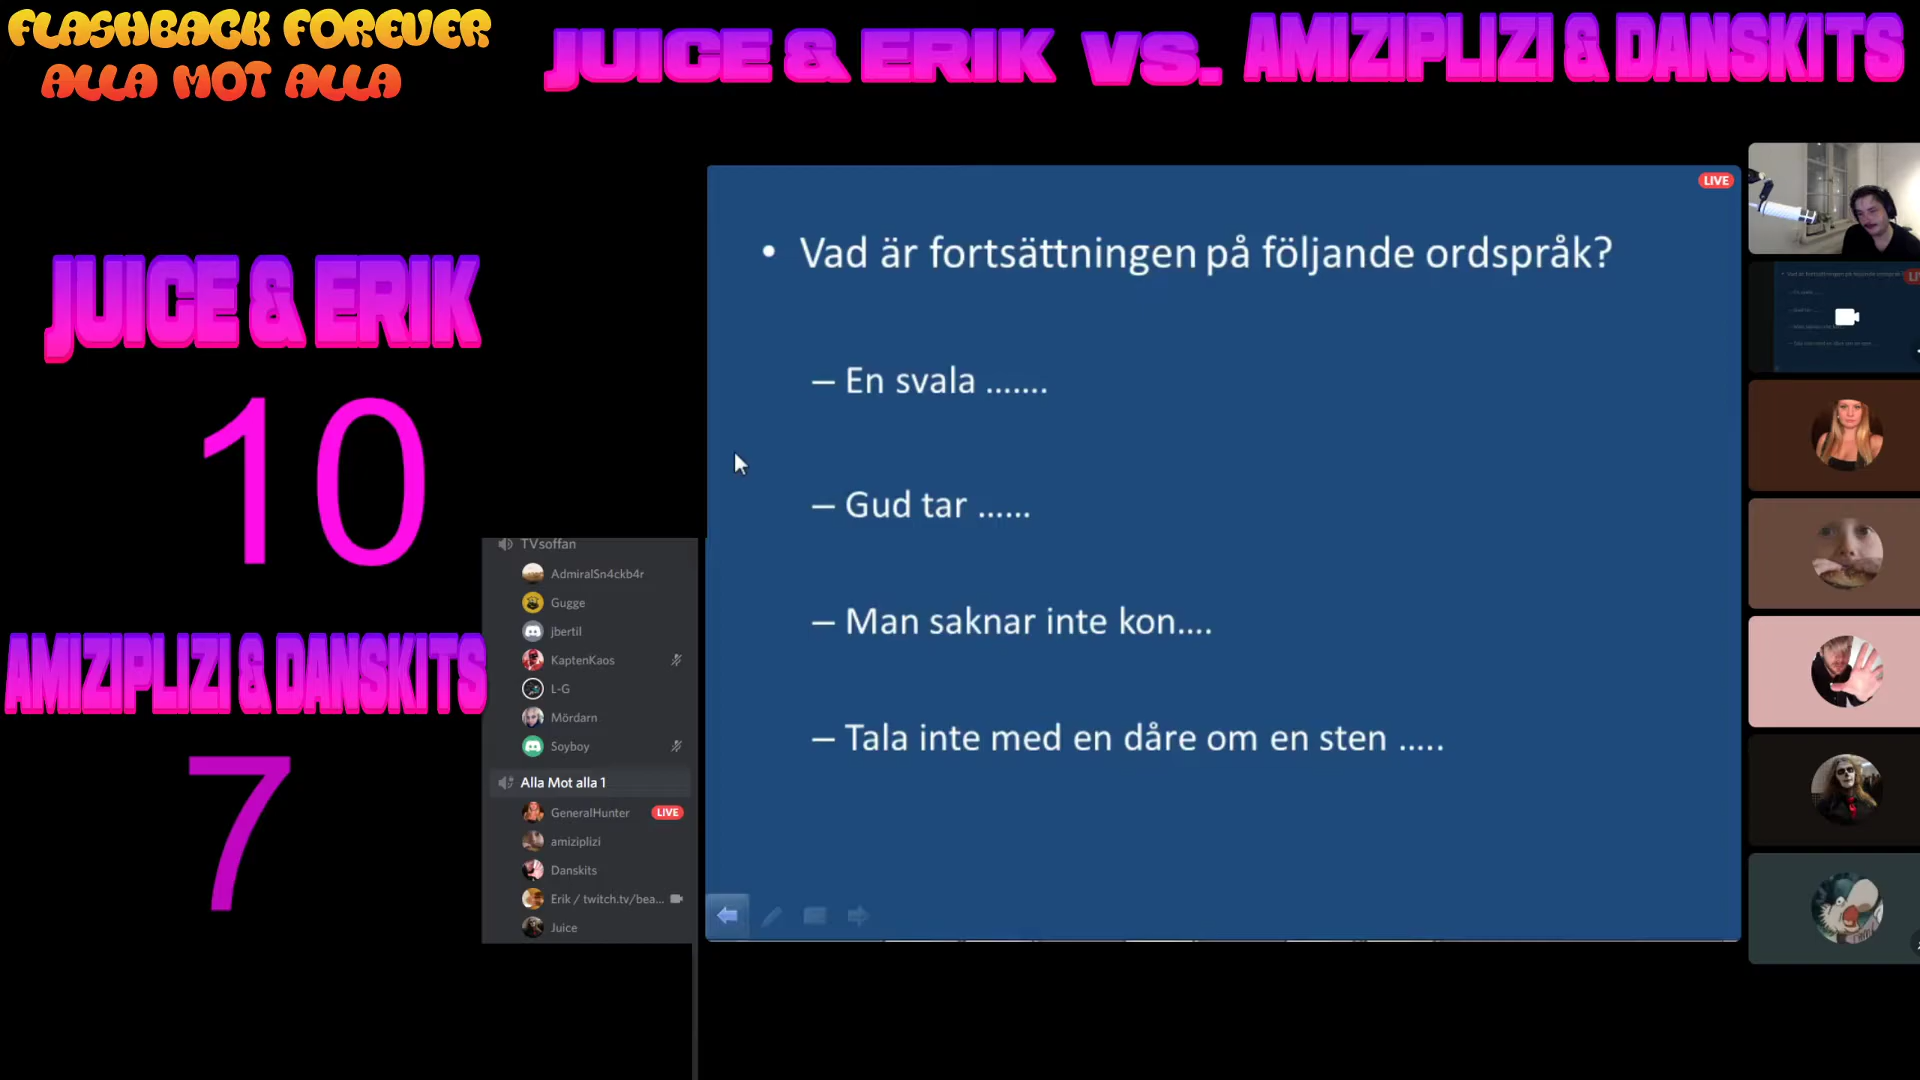 FLASHBACK FOREVER
ALLA MOT ALLA
JUICE & ERIK VS. AMIZIPLIZI & DANSKITS
JUICE & ERIK
10
AMIZIPLIZI & DANSKITS
7
TVsoffan
AdmiralSn4ckb4r
Gugge
jbertil
KaptenKaos
L-G
Mördarn
Soyboy
Alla Mot alla 1
GeneralHunter LIVE
amiziplizi
Danskits
Erik / twitch.tv/bea...
Juice
LIVE
• Vad är fortsättningen på följande ordspråk?
– En svala .......
– Gud tar ......
– Man saknar inte kon....
– Tala inte med en dåre om en sten .....